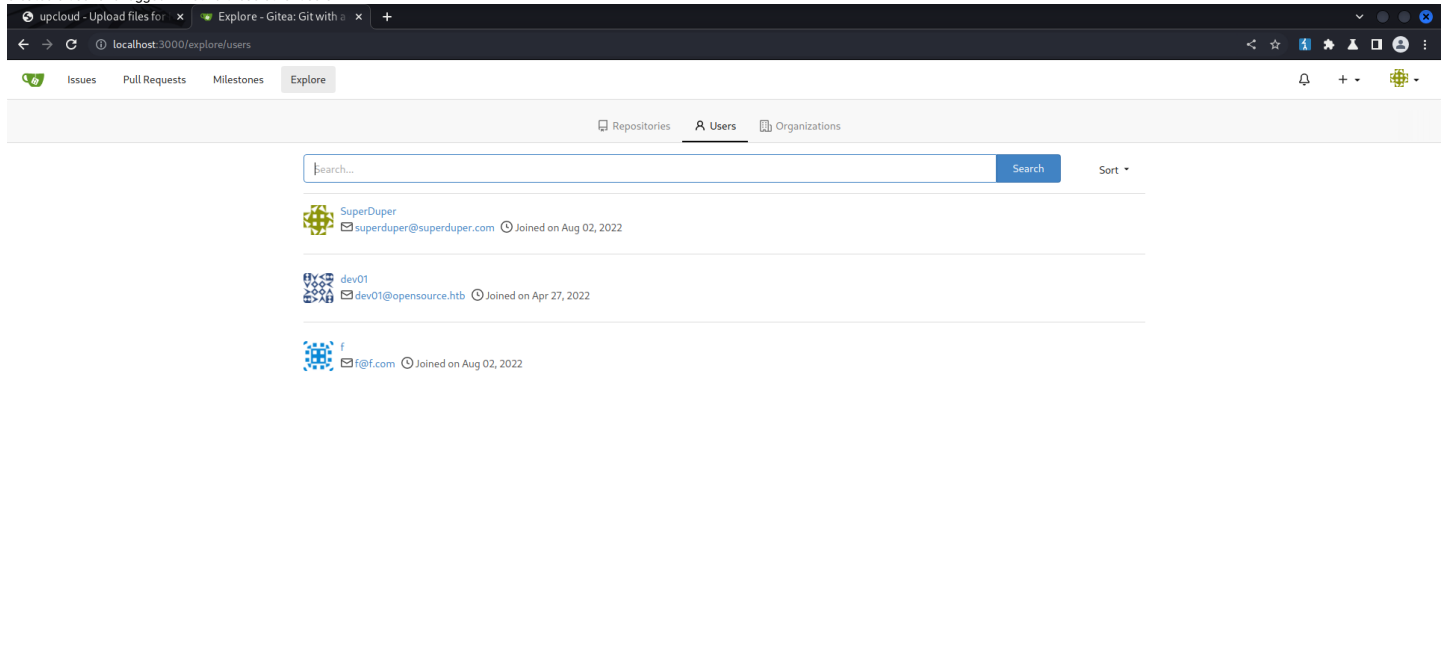 upcloud - Upload files for
Explore - Gitea: Git with a
localhost:3000/explore/users
Issues Pull Requests Milestones Explore
Repositories Users Organizations
Search... Search Sort
SuperDuper
superduper@superduper.com Joined on Aug 02, 2022
dev01
dev01@opensource.htb Joined on Apr 27, 2022
f
f@f.com Joined on Aug 02, 2022